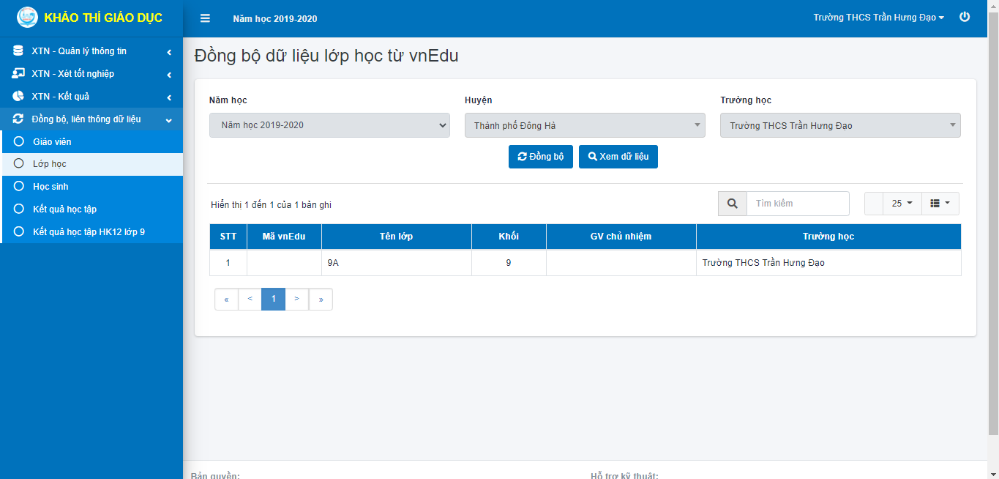 KHẢO THÍ GIÁO DỤC
Năm học 2019-2020
Trường THCS Trần Hưng Đạo
XTN - Quản lý thông tin
XTN - Xét tốt nghiệp
XTN - Kết quả
Đồng bộ, liên thông dữ liệu
Giáo viên
Lớp học
Học sinh
Kết quả học tập
Kết quả học tập HK12 lớp 9
Đồng bộ dữ liệu lớp học từ vnEdu
Năm học Huyện Trường học
Năm học 2019-2020 Thành phố Đông Hà Trường THCS Trần Hưng Đạo
Đồng bộ Xem dữ liệu
Hiển thị 1 đến 1 của 1 bản ghi Tìm kiếm 25
STT Mã vnEdu Tên lớp Khối GV chủ nhiệm Trường học
1 9A 9 Trường THCS Trần Hưng Đạo
« < 1 > »
Bản quyền: Hỗ trợ kỹ thuật: